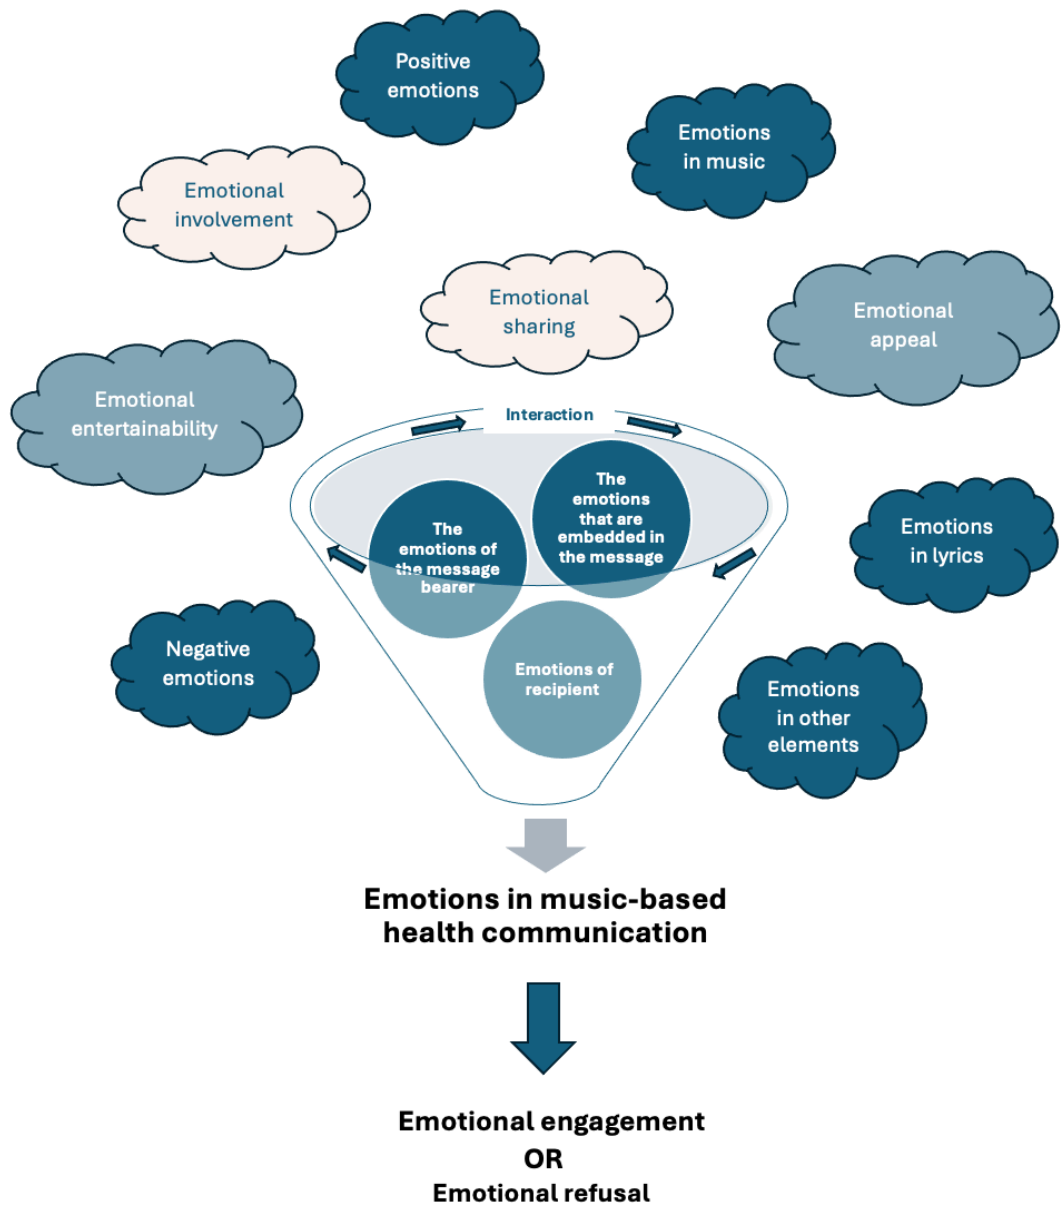 Positive
emotions
Emotions
in music
Emotional
involvement
Emotional
sharing
Emotional
appeal
Emotional
entertainability
Interaction
The
emotions
that are
embedded in
the message
The
emotions of
the message
bearer
Emotions
in lyrics
Negative
emotions
Emotions of
recipient
Emotions
in other
elements
Emotions in music-based
health communication
Emotional engagement
OR
Emotional refusal